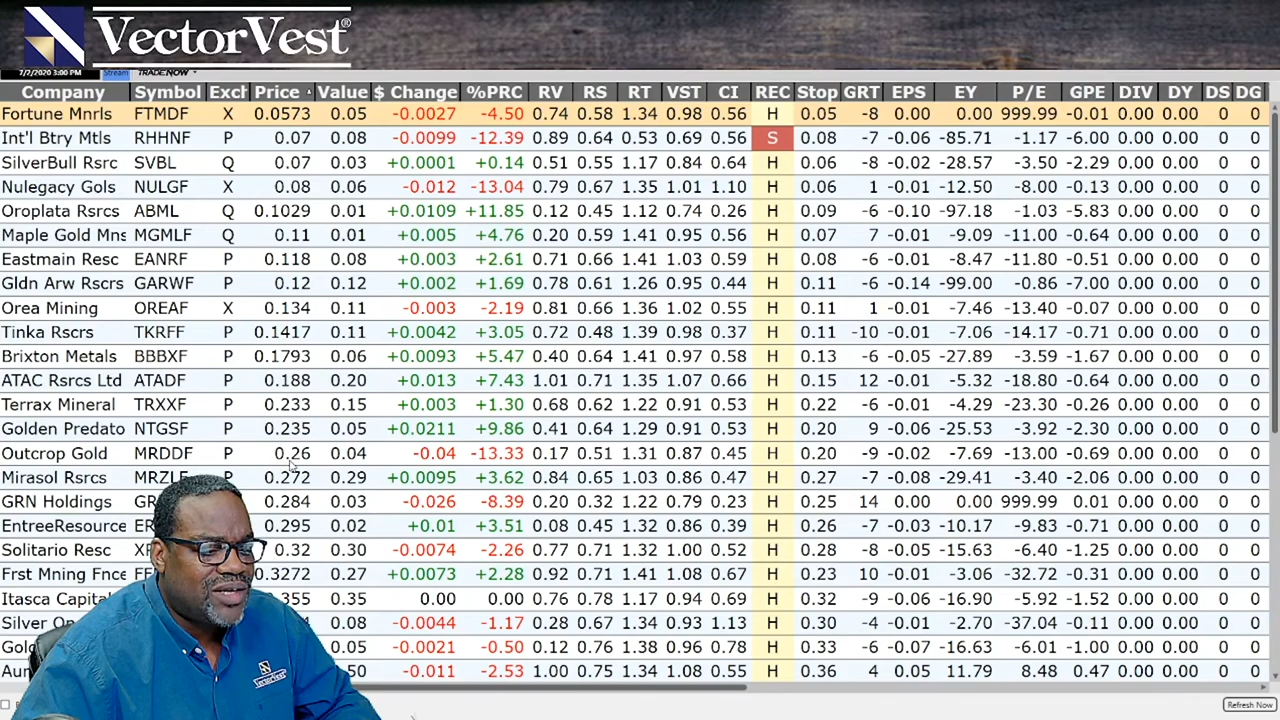 VectorVest®
7/2/2020 3:00 PM Stream TRADENOW
Company Symbol Exch Price Value $ Change %PRC RV RS RT VST CI REC Stop GRT EPS EY P/E GPE DIV DY DS DG
Fortune Mnrls FTMDF X 0.0573 0.05 -0.0027 -4.50 0.74 0.58 1.34 0.98 0.56 H 0.05 -8 0.00 0.00 999.99 -0.01 0.00 0.00 0 0
Int'l Btry Mtls RHHNF P 0.07 0.08 -0.0099 -12.39 0.89 0.64 0.53 0.69 0.56 S 0.08 -7 -0.06 -85.71 -1.17 -6.00 0.00 0.00 0 0
SilverBull Rsrc SVBL Q 0.07 0.03 +0.0001 +0.14 0.51 0.55 1.17 0.84 0.64 H 0.06 -8 -0.02 -28.57 -3.50 -2.29 0.00 0.00 0 0
Nulegacy Gols NULGF X 0.08 0.06 -0.012 -13.04 0.79 0.67 1.35 1.01 1.10 H 0.06 1 -0.01 -12.50 -8.00 -0.13 0.00 0.00 0 0
Oroplata Rsrcs ABML Q 0.1029 0.01 +0.0109 +11.85 0.12 0.45 1.12 0.74 0.26 H 0.09 -6 -0.10 -97.18 -1.03 -5.83 0.00 0.00 0 0
Maple Gold Mns MGMLF Q 0.11 0.01 +0.005 +4.76 0.20 0.59 1.41 0.95 0.56 H 0.07 7 -0.01 -9.09 -11.00 -0.64 0.00 0.00 0 0
Eastmain Resc EANRF P 0.118 0.08 +0.003 +2.61 0.71 0.66 1.41 1.03 0.59 H 0.08 -6 -0.01 -8.47 -11.80 -0.51 0.00 0.00 0 0
Gldn Arw Rscrs GARWF P 0.12 0.12 +0.002 +1.69 0.78 0.61 1.26 0.95 0.44 H 0.11 -6 -0.14 -99.00 -0.86 -7.00 0.00 0.00 0 0
Orea Mining OREAF X 0.134 0.11 -0.003 -2.19 0.81 0.66 1.36 1.02 0.55 H 0.11 1 -0.01 -7.46 -13.40 -0.07 0.00 0.00 0 0
Tinka Rscrs TKRFF P 0.1417 0.11 +0.0042 +3.05 0.72 0.48 1.39 0.98 0.37 H 0.11 -10 -0.01 -7.06 -14.17 -0.71 0.00 0.00 0 0
Brixton Metals BBBXF P 0.1793 0.06 +0.0093 +5.47 0.40 0.64 1.41 0.97 0.58 H 0.13 -6 -0.05 -27.89 -3.59 -1.67 0.00 0.00 0 0
ATAC Rsrcs Ltd ATADF P 0.188 0.20 +0.013 +7.43 1.01 0.71 1.35 1.07 0.66 H 0.15 12 -0.01 -5.32 -18.80 -0.64 0.00 0.00 0 0
Terrax Mineral TRXXF P 0.233 0.15 +0.003 +1.30 0.68 0.62 1.22 0.91 0.53 H 0.22 -6 -0.01 -4.29 -23.30 -0.26 0.00 0.00 0 0
Golden Predato NTGSF P 0.235 0.05 +0.0211 +9.86 0.41 0.64 1.29 0.91 0.53 H 0.20 9 -0.06 -25.53 -3.92 -2.30 0.00 0.00 0 0
Outcrop Gold MRDDF P 0.26 0.04 -0.04 -13.33 0.17 0.51 1.31 0.87 0.45 H 0.20 -9 -0.02 -7.69 -13.00 -0.69 0.00 0.00 0 0
Mirasol Rsrcs MRZLF P 0.272 0.29 +0.0095 +3.62 0.84 0.65 1.03 0.86 0.47 H 0.27 -7 -0.08 -29.41 -3.40 -2.06 0.00 0.00 0 0
GRN Holdings 0.284 0.03 -0.026 -8.39 0.20 0.32 1.22 0.79 0.23 H 0.25 14 0.00 0.00 999.99 0.01 0.00 0.00 0 0
EntreeResource 0.295 0.02 +0.01 +3.51 0.08 0.45 1.32 0.86 0.39 H 0.26 -7 -0.03 -10.17 -9.83 -0.71 0.00 0.00 0 0
Solitario Resc 0.32 0.30 -0.0074 -2.26 0.77 0.71 1.32 1.00 0.52 H 0.28 -8 -0.05 -15.63 -6.40 -1.25 0.00 0.00 0 0
Frst Mning Fnce 0.3272 0.27 +0.0073 +2.28 0.92 0.71 1.41 1.08 0.67 H 0.23 10 -0.01 -3.06 -32.72 -0.31 0.00 0.00 0 0
Itasca Capital .355 0.35 0.00 0.00 0.76 0.78 1.17 0.94 0.69 H 0.32 -9 -0.06 -16.90 -5.92 -1.52 0.00 0.00 0 0
Silver 0.08 -0.0044 -1.17 0.28 0.67 1.34 0.93 1.13 H 0.30 -4 -0.01 -2.70 -37.04 -0.11 0.00 0.00 0 0
0.05 -0.0021 -0.50 0.12 0.76 1.38 0.96 0.78 H 0.33 -6 -0.07 -16.63 -6.01 -1.00 0.00 0.00 0 0
-0.011 -2.53 1.00 0.75 1.34 1.08 0.55 H 0.36 4 0.05 11.79 8.48 0.47 0.00 0.00 0 0
Refresh Now
VectorVest